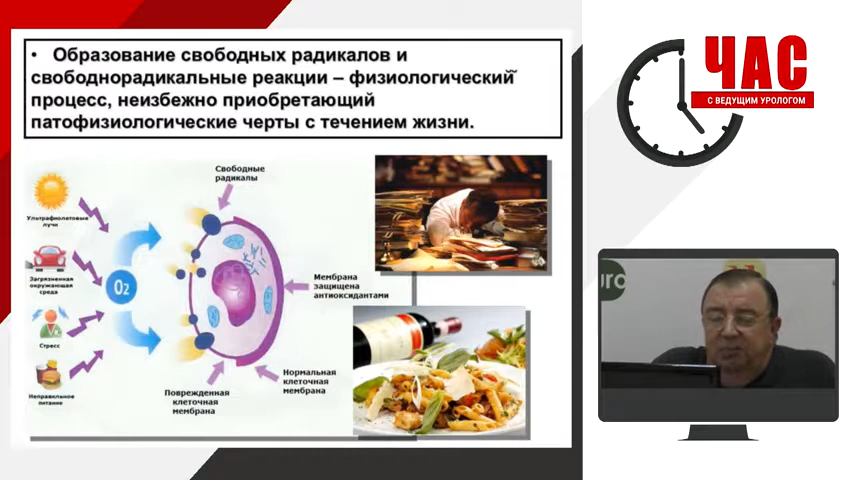 • Образование свободных радикалов и
свободнорадикальные реакции – физиологический
процесс, неизбежно приобретающий
патофизиологические черты с течением жизни.
ЧАС
С ВЕДУЩИМ УРОЛОГОМ
Свободные
радикалы
Ультрафиолетовые
лучи
Загрязненная
окружающая
среда
O2
Мембрана
защищена
антиоксидантами
Стресс
Нормальная
клеточная
мембрана
Неправильное
питание
Поврежденная
клеточная
мембрана
uro